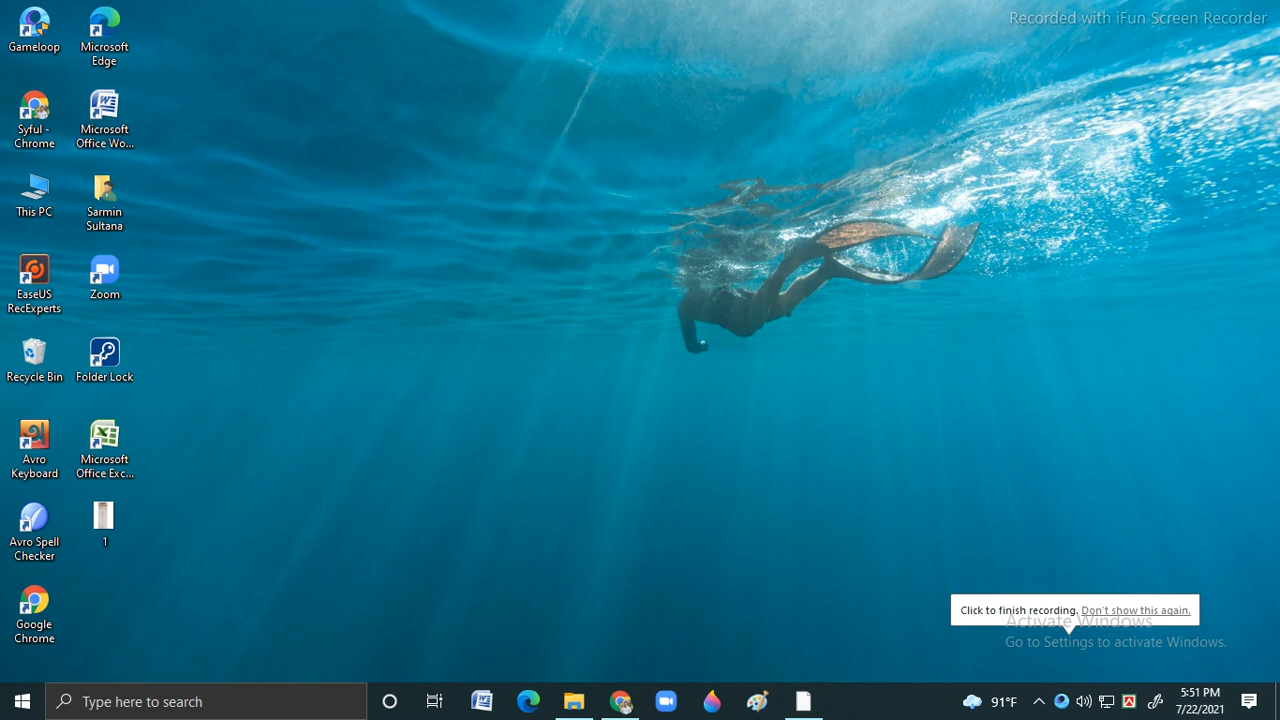 Recorded with iFun Screen Recorder
Gameloop
Microsoft
Edge
Syful -
Chrome
Microsoft
Office Wo...
This PC
Sarmin
Sultana
EaseUS
RecExperts
Zoom
Recycle Bin
Folder Lock
Avro
Keyboard
Microsoft
Office Exc...
Avro Spell
Checker
1
Google
Chrome
Click to finish recording. Don't show this again.
Activate Windows
Go to Settings to activate Windows.
Type here to search
91°F
5:51 PM
7/22/2021